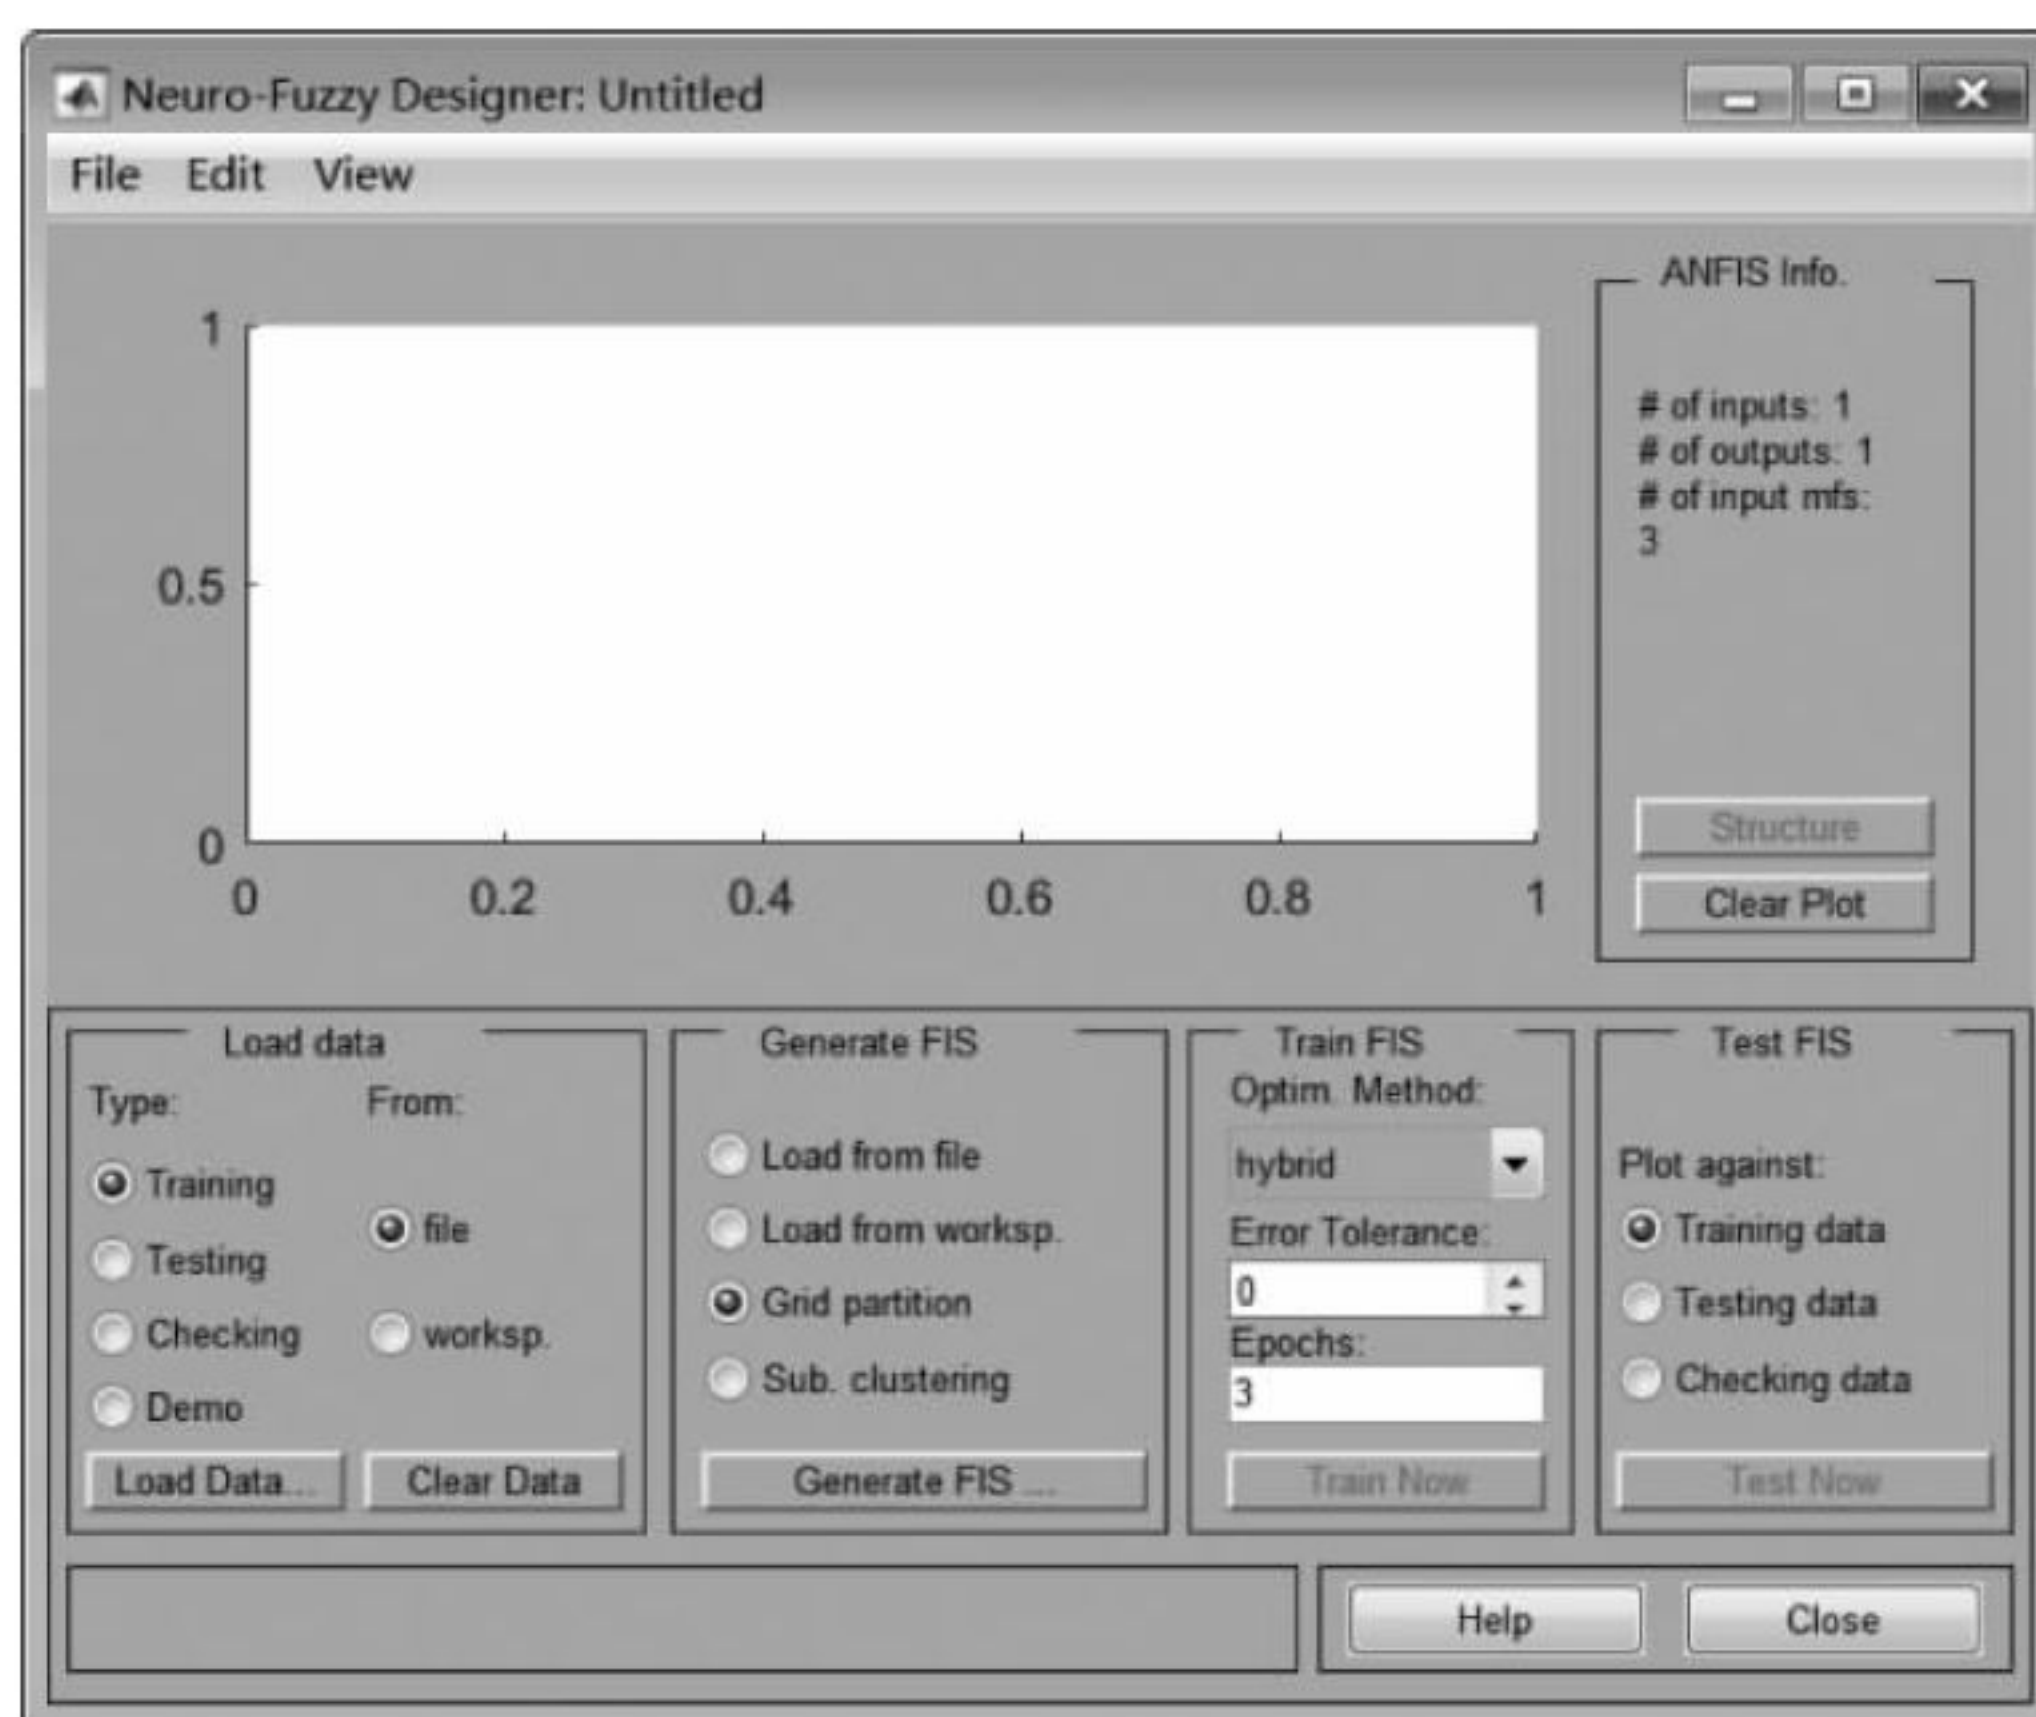 Neuro-Fuzzy Designer: Untitled
File Edit View
1
0.5
0
0 0.2 0.4 0.6 0.8 1
ANFIS Info.
# of inputs: 1
# of outputs: 1
# of input mfs:
3
Structure
Clear Plot
Load data
Type: From:
Training
file
Testing
Checking
worksp.
Demo
Load Data... Clear Data
Generate FIS
Load from file
Load from worksp.
Grid partition
Sub. clustering
Generate FIS ...
Train FIS
Optim. Method:
hybrid
Error Tolerance:
0
Epochs:
3
Train Now
Test FIS
Plot against:
Training data
Testing data
Checking data
Test Now
Help Close